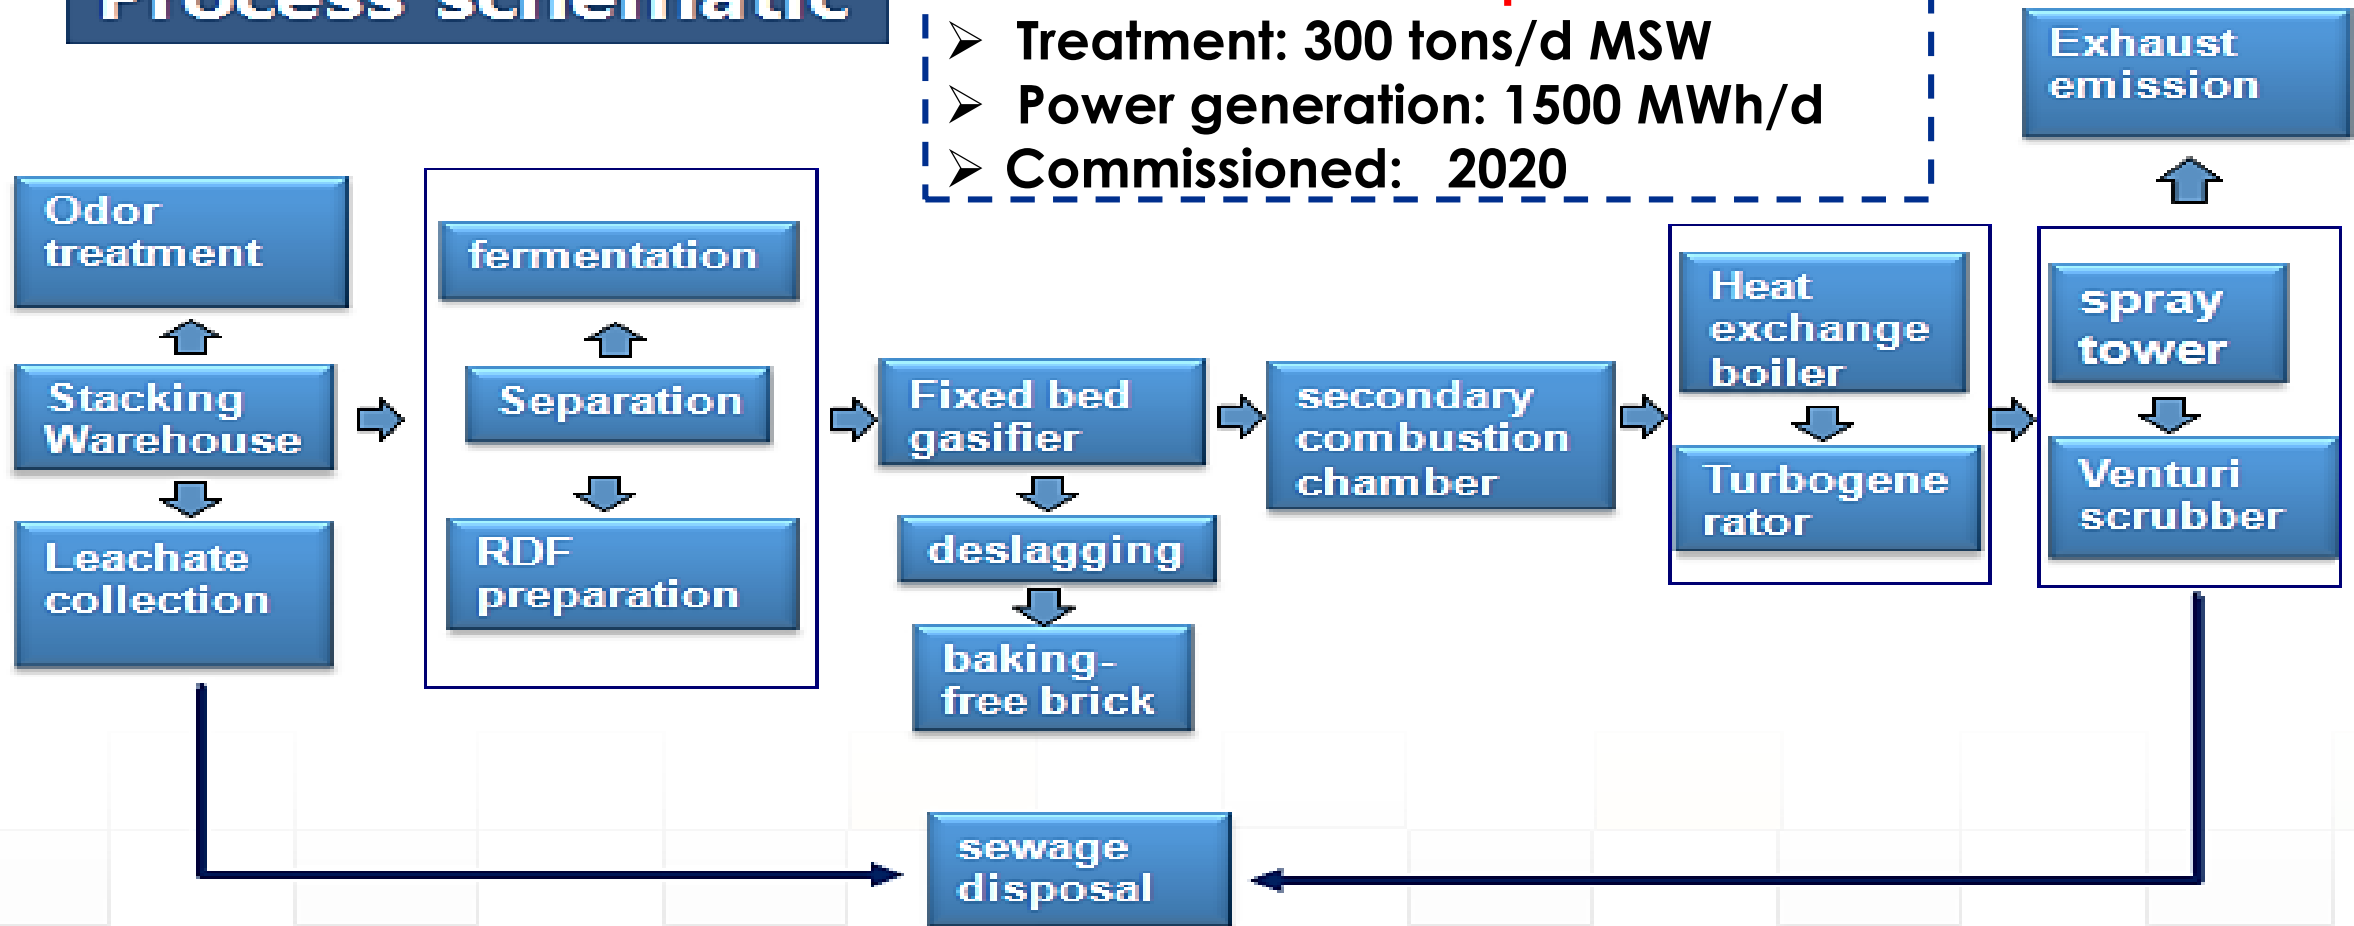 Process schematic
➢ Treatment: 300 tons/d MSW
➢ Power generation: 1500 MWh/d
➢ Commissioned: 2020
Exhaust
emission
Odor
treatment
fermentation
Heat
exchange
boiler
spray
tower
Stacking
Warehouse
Separation
Fixed bed
gasifier
secondary
combustion
chamber
Turbogene
rator
Venturi
scrubber
Leachate
collection
RDF
preparation
deslagging
baking-
free brick
sewage
disposal